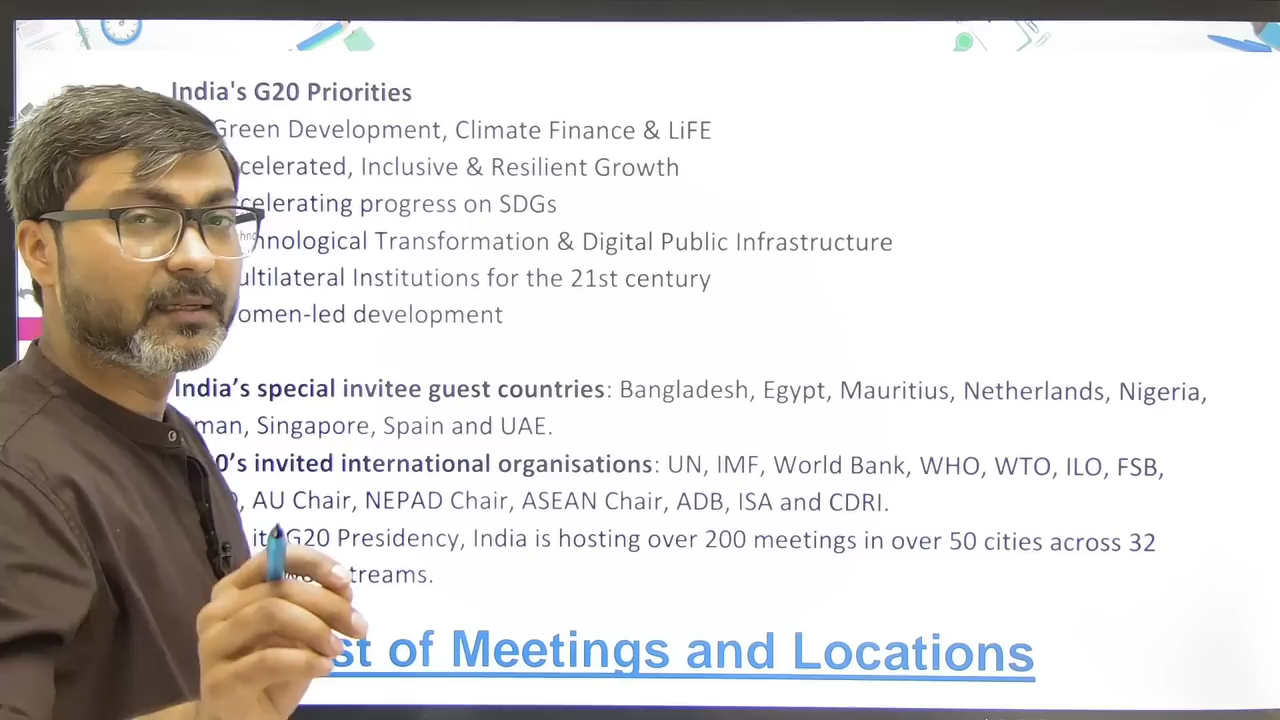 India's G20 Priorities
Green Development, Climate Finance & LiFE
celerated, Inclusive & Resilient Growth
celerating progress on SDGs
hnological Transformation & Digital Public Infrastructure
ultilateral Institutions for the 21st century
omen-led development
India’s special invitee guest countries: Bangladesh, Egypt, Mauritius, Netherlands, Nigeria,
man, Singapore, Spain and UAE.
0’s invited international organisations: UN, IMF, World Bank, WHO, WTO, ILO, FSB,
, AU Chair, NEPAD Chair, ASEAN Chair, ADB, ISA and CDRI.
it G20 Presidency, India is hosting over 200 meetings in over 50 cities across 32
treams.
st of Meetings and Locations